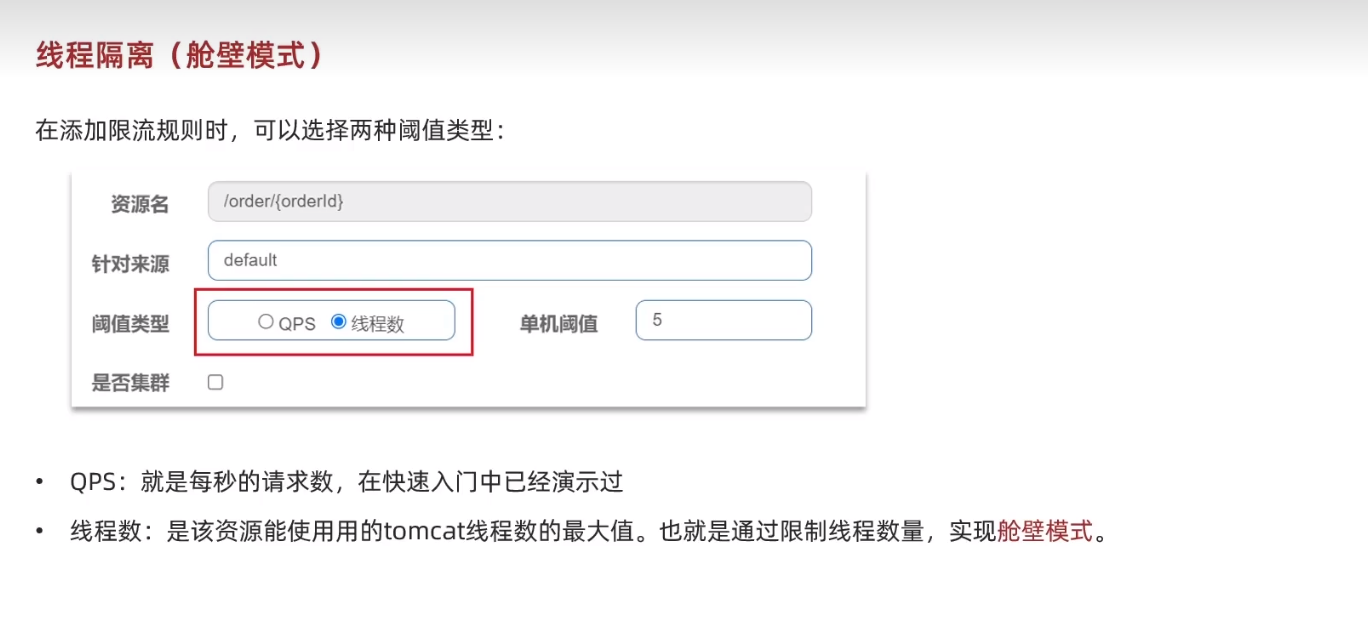 线程隔离（舱壁模式）
在添加限流规则时，可以选择两种阈值类型：
资源名 /order/{orderId}
针对来源 default
阈值类型 QPS 线程数 单机阈值 5
是否集群
• QPS：就是每秒的请求数，在快速入门中已经演示过
• 线程数：是该资源能使用用的tomcat线程数的最大值。也就是通过限制线程数量，实现舱壁模式。